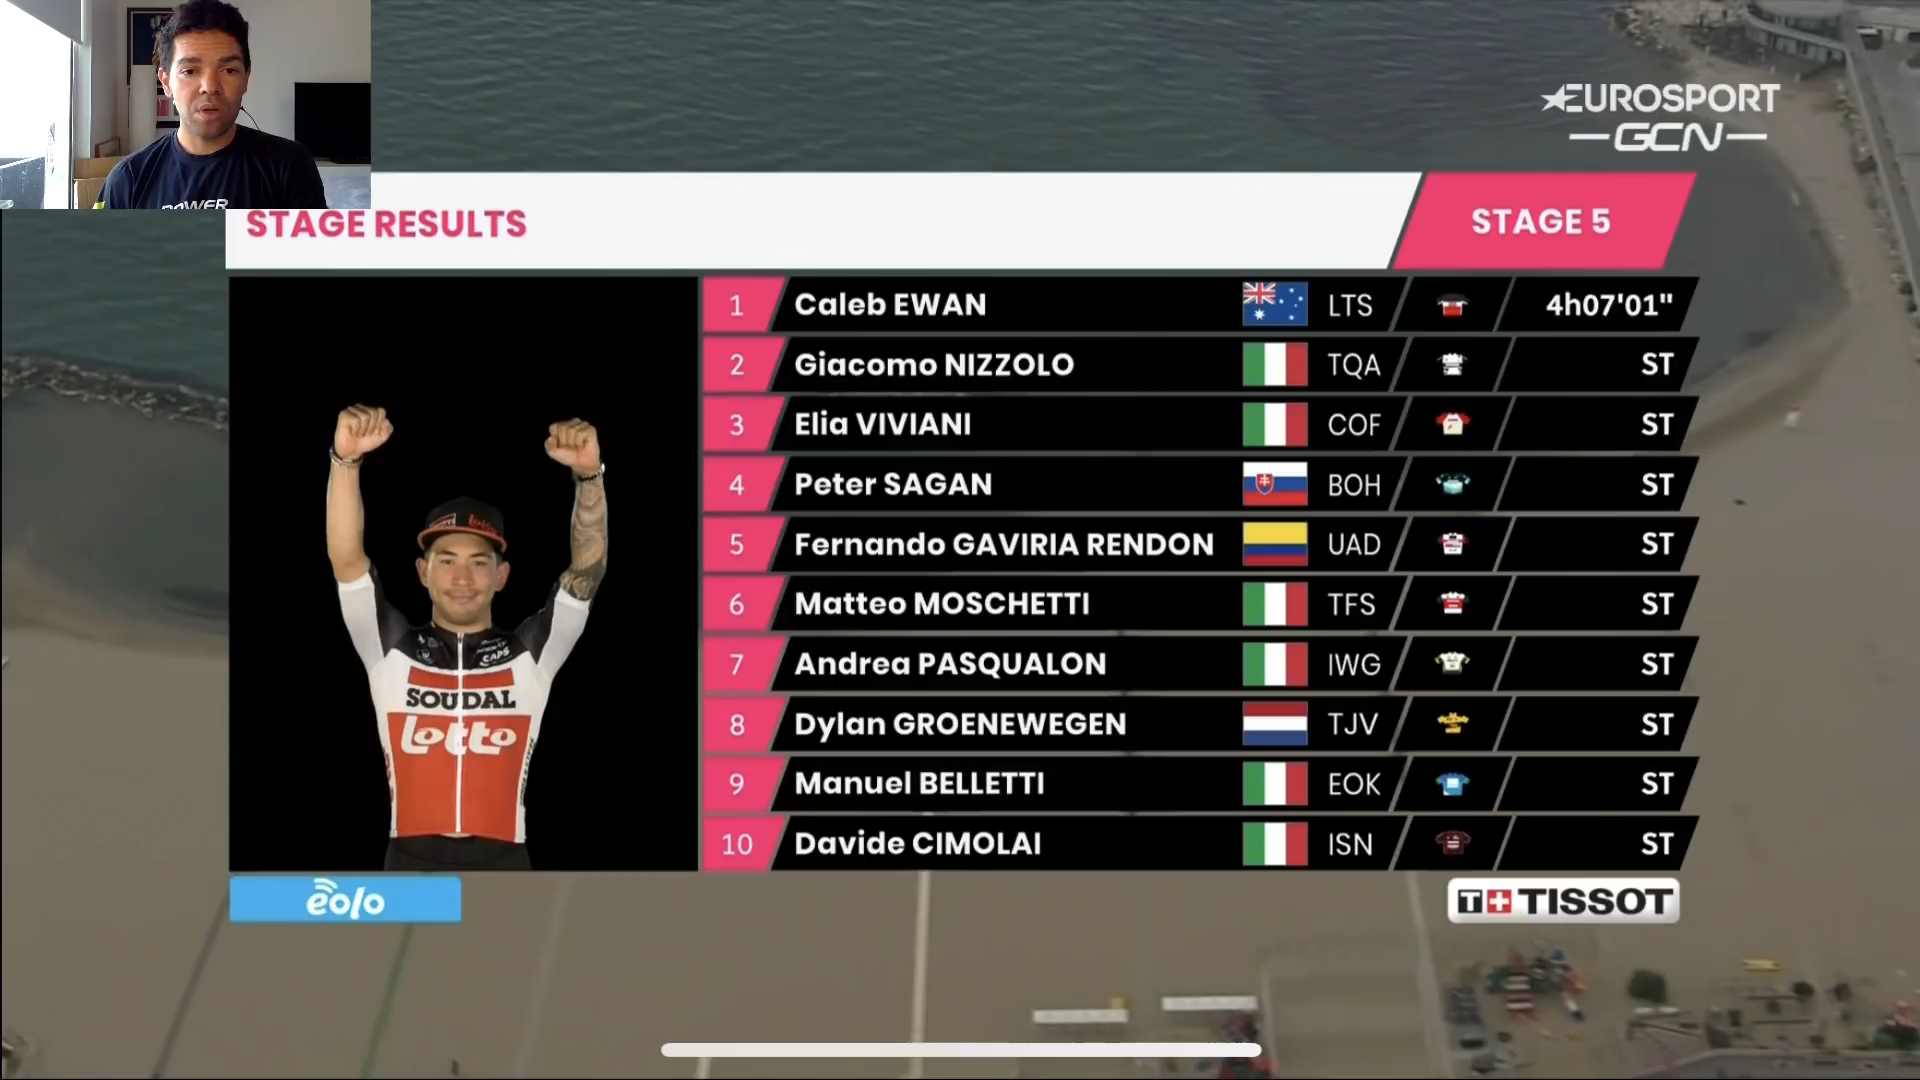 EUROSPORT
GCN
POWER
STAGE RESULTS
STAGE 5
1 Caleb EWAN LTS 4h07'01"
2 Giacomo NIZZOLO TQA ST
3 Elia VIVIANI COF ST
4 Peter SAGAN BOH ST
5 Fernando GAVIRIA RENDON UAD ST
6 Matteo MOSCHETTI TFS ST
7 Andrea PASQUALON IWG ST
8 Dylan GROENEWEGEN TJV ST
9 Manuel BELLETTI EOK ST
10 Davide CIMOLAI ISN ST
Lotto
CAPS
SOUDAL
Lotto
eolo
T+ TISSOT